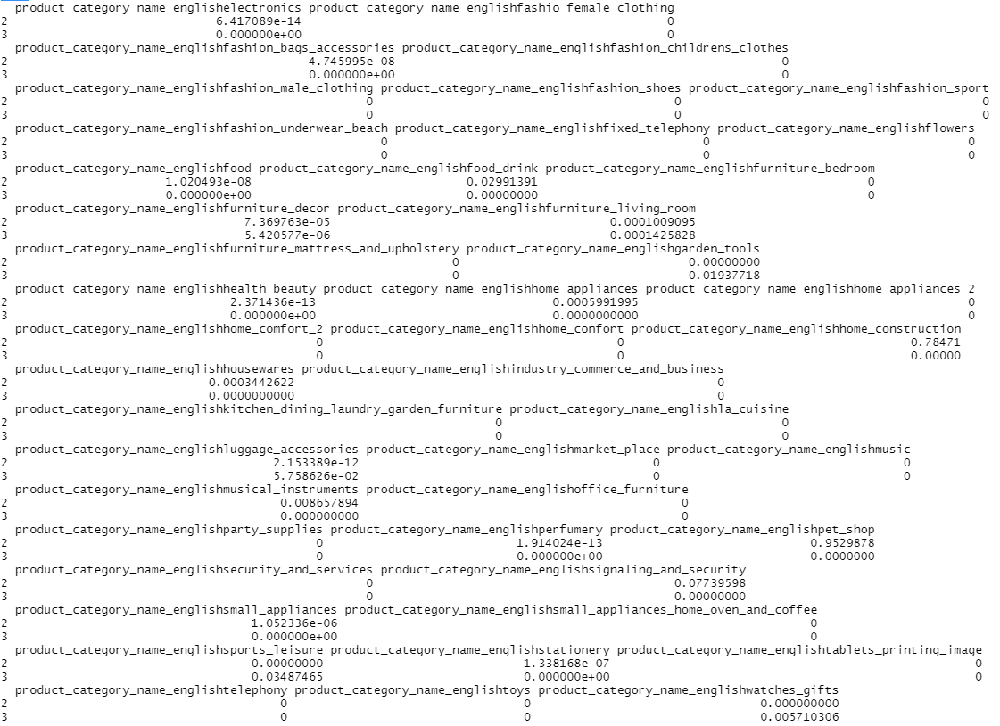 product_category_name_englishelectronics product_category_name_englishfashio_female_clothing
2 6.417089e-14 0
3 0.000000e+00 0
product_category_name_englishfashion_bags_accessories product_category_name_englishfashion_childrens_clothes
2 4.745995e-08 0
3 0.000000e+00 0
product_category_name_englishfashion_male_clothing product_category_name_englishfashion_shoes product_category_name_englishfashion_sport
2 0 0 0
3 0 0 0
product_category_name_englishfashion_underwear_beach product_category_name_englishfixed_telephony product_category_name_englishflowers
2 0 0 0
3 0 0 0
product_category_name_englishfood product_category_name_englishfood_drink product_category_name_englishfurniture_bedroom
2 1.020493e-08 0.02991391 0
3 0.000000e+00 0.00000000 0
product_category_name_englishfurniture_decor product_category_name_englishfurniture_living_room
2 7.369763e-05 0.0001009095
3 5.420577e-06 0.0001425828
product_category_name_englishfurniture_mattress_and_upholstery product_category_name_englishgarden_tools
2 0 0.00000000
3 0 0.01937718
product_category_name_englishhealth_beauty product_category_name_englishhome_appliances product_category_name_englishhome_appliances_2
2 2.371436e-13 0.0005991995 0
3 0.000000e+00 0.0000000000 0
product_category_name_englishhome_comfort_2 product_category_name_englishhome_confort product_category_name_englishhome_construction
2 0 0 0.78471
3 0 0 0.00000
product_category_name_englishhousewares product_category_name_englishindustry_commerce_and_business
2 0.0003442622 0
3 0.0000000000 0
product_category_name_englishkitchen_dining_laundry_garden_furniture product_category_name_englishla_cuisine
2 0 0
3 0 0
product_category_name_englishluggage_accessories product_category_name_englishmarket_place product_category_name_englishmusic
2 2.153389e-12 0 0
3 5.758626e-02 0 0
product_category_name_englishmusical_instruments product_category_name_englishoffice_furniture
2 0.008657894 0
3 0.000000000 0
product_category_name_englishparty_supplies product_category_name_englishperfumery product_category_name_englishpet_shop
2 0 1.914024e-13 0.9529878
3 0 0.000000e+00 0.0000000
product_category_name_englishsecurity_and_services product_category_name_englishsignaling_and_security
2 0 0.07739598
3 0 0.00000000
product_category_name_englishsmall_appliances product_category_name_englishsmall_appliances_home_oven_and_coffee
2 1.052336e-06 0
3 0.000000e+00 0
product_category_name_englishsports_leisure product_category_name_englishstationery product_category_name_englishtablets_printing_image
2 0.00000000 1.338168e-07 0
3 0.03487465 0.000000e+00 0
product_category_name_englishtelephony product_category_name_englishtoys product_category_name_englishwatches_gifts
2 0 0 0.000000000
3 0 0 0.005710306